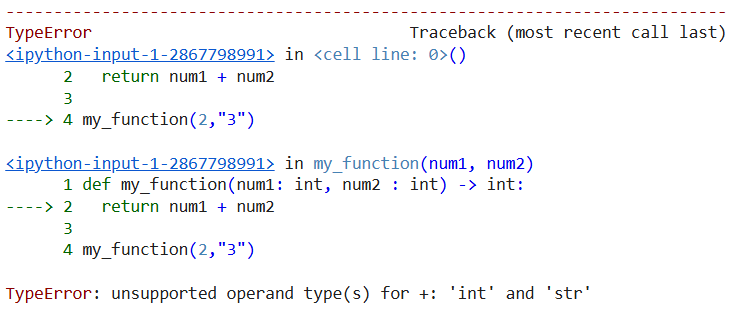 ---------------------------------------------------------------------------
TypeError                                 Traceback (most recent call last)
<ipython-input-1-2867798991> in <cell line: 0>()
      2   return num1 + num2
      3
----> 4 my_function(2,"3")

<ipython-input-1-2867798991> in my_function(num1, num2)
      1 def my_function(num1: int, num2 : int) -> int:
----> 2   return num1 + num2
      3
      4 my_function(2,"3")

TypeError: unsupported operand type(s) for +: 'int' and 'str'